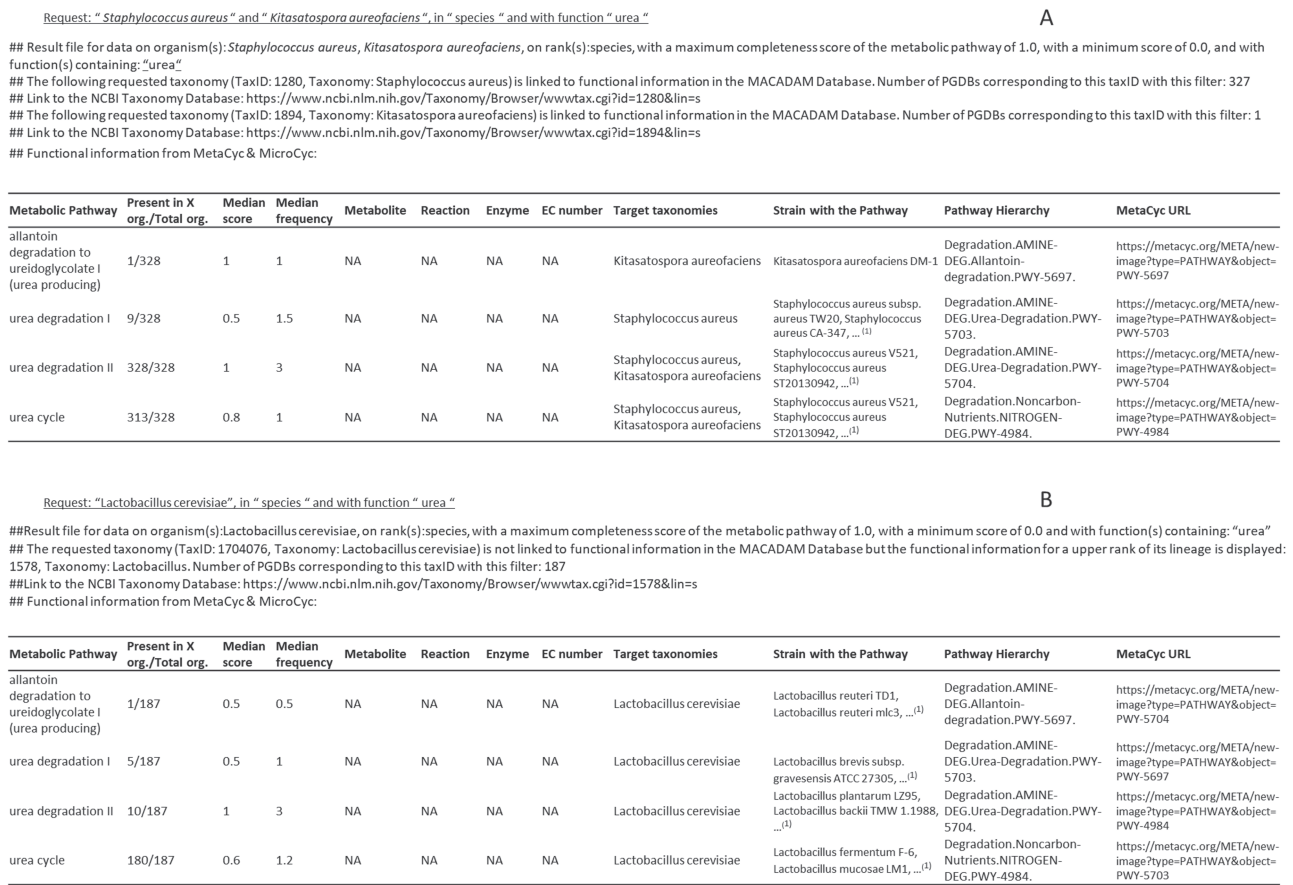 Request: “ Staphylococcus aureus “ and “ Kitasatospora aureofaciens “, in “ species “ and with function “ urea “
A
## Result file for data on organism(s): Staphylococcus aureus, Kitasatospora aureofaciens, on rank(s):species, with a maximum completeness score of the metabolic pathway of 1.0, with a minimum score of 0.0, and with
function(s) containing: “urea“
## The following requested taxonomy (TaxID: 1280, Taxonomy: Staphylococcus aureus) is linked to functional information in the MACADAM Database. Number of PGDBs corresponding to this taxID with this filter: 327
## Link to the NCBI Taxonomy Database: https://www.ncbi.nlm.nih.gov/Taxonomy/Browser/wwwtax.cgi?id=1280&lin=s
## The following requested taxonomy (TaxID: 1894, Taxonomy: Kitasatospora aureofaciens) is linked to functional information in the MACADAM Database. Number of PGDBs corresponding to this taxID with this filter: 1
## Link to the NCBI Taxonomy Database: https://www.ncbi.nlm.nih.gov/Taxonomy/Browser/wwwtax.cgi?id=1894&lin=s
## Functional information from MetaCyc & MicroCyc:
Metabolic Pathway Present in X org./Total org. Median score Median frequency Metabolite Reaction Enzyme EC number Target taxonomies Strain with the Pathway Pathway Hierarchy MetaCyc URL
allantoin degradation to ureidoglycolate I (urea producing) 1/328 1 1 NA NA NA NA Kitasatospora aureofaciens Kitasatospora aureofaciens DM-1 Degradation.AMINE-DEG.Allantoin-degradation.PWY-5697. https://metacyc.org/META/new-image?type=PATHWAY&object=PWY-5697
urea degradation I 9/328 0.5 1.5 NA NA NA NA Staphylococcus aureus Staphylococcus aureus subsp. aureus TW20, Staphylococcus aureus CA-347, ... (1) Degradation.AMINE-DEG.Urea-Degradation.PWY-5703. https://metacyc.org/META/new-image?type=PATHWAY&object=PWY-5703
urea degradation II 328/328 1 3 NA NA NA NA Staphylococcus aureus, Kitasatospora aureofaciens Staphylococcus aureus V521, Staphylococcus aureus ST20130942, ...(1) Degradation.AMINE-DEG.Urea-Degradation.PWY-5704. https://metacyc.org/META/new-image?type=PATHWAY&object=PWY-5704
urea cycle 313/328 0.8 1 NA NA NA NA Staphylococcus aureus, Kitasatospora aureofaciens Staphylococcus aureus V521, Staphylococcus aureus ST20130942, ...(1) Degradation.Noncarbon-Nutrients.NITROGEN-DEG.PWY-4984. https://metacyc.org/META/new-image?type=PATHWAY&object=PWY-4984
Request: “Lactobacillus cerevisiae”, in “ species “ and with function “ urea “
B
##Result file for data on organism(s):Lactobacillus cerevisiae, on rank(s):species, with a maximum completeness score of the metabolic pathway of 1.0, with a minimum score of 0.0 and with function(s) containing: “urea”
## The requested taxonomy (TaxID: 1704076, Taxonomy: Lactobacillus cerevisiae) is not linked to functional information in the MACADAM Database but the functional information for a upper rank of its lineage is displayed:
1578, Taxonomy: Lactobacillus. Number of PGDBs corresponding to this taxID with this filter: 187
##Link to the NCBI Taxonomy Database: https://www.ncbi.nlm.nih.gov/Taxonomy/Browser/wwwtax.cgi?id=1578&lin=s
## Functional information from MetaCyc & MicroCyc:
Metabolic Pathway Present in X org./Total org. Median score Median frequency Metabolite Reaction Enzyme EC number Target taxonomies Strain with the Pathway Pathway Hierarchy MetaCyc URL
allantoin degradation to ureidoglycolate I (urea producing) 1/187 0.5 0.5 NA NA NA NA Lactobacillus cerevisiae Lactobacillus reuteri TD1, Lactobacillus reuteri mlc3, ...(1) Degradation.AMINE-DEG.Allantoin-degradation.PWY-5697. https://metacyc.org/META/new-image?type=PATHWAY&object=PWY-5704
urea degradation I 5/187 0.5 1 NA NA NA NA Lactobacillus cerevisiae Lactobacillus brevis subsp. gravesensis ATCC 27305, ...(1) Degradation.AMINE-DEG.Urea-Degradation.PWY-5703. https://metacyc.org/META/new-image?type=PATHWAY&object=PWY-5697
urea degradation II 10/187 1 3 NA NA NA NA Lactobacillus cerevisiae Lactobacillus plantarum LZ95, Lactobacillus backii TMW 1.1988, ...(1) Degradation.AMINE-DEG.Urea-Degradation.PWY-5704. https://metacyc.org/META/new-image?type=PATHWAY&object=PWY-4984
urea cycle 180/187 0.6 1.2 NA NA NA NA Lactobacillus cerevisiae Lactobacillus fermentum F-6, Lactobacillus mucosae LM1, ...(1) Degradation.Noncarbon-Nutrients.NITROGEN-DEG.PWY-4984. https://metacyc.org/META/new-image?type=PATHWAY&object=PWY-5703